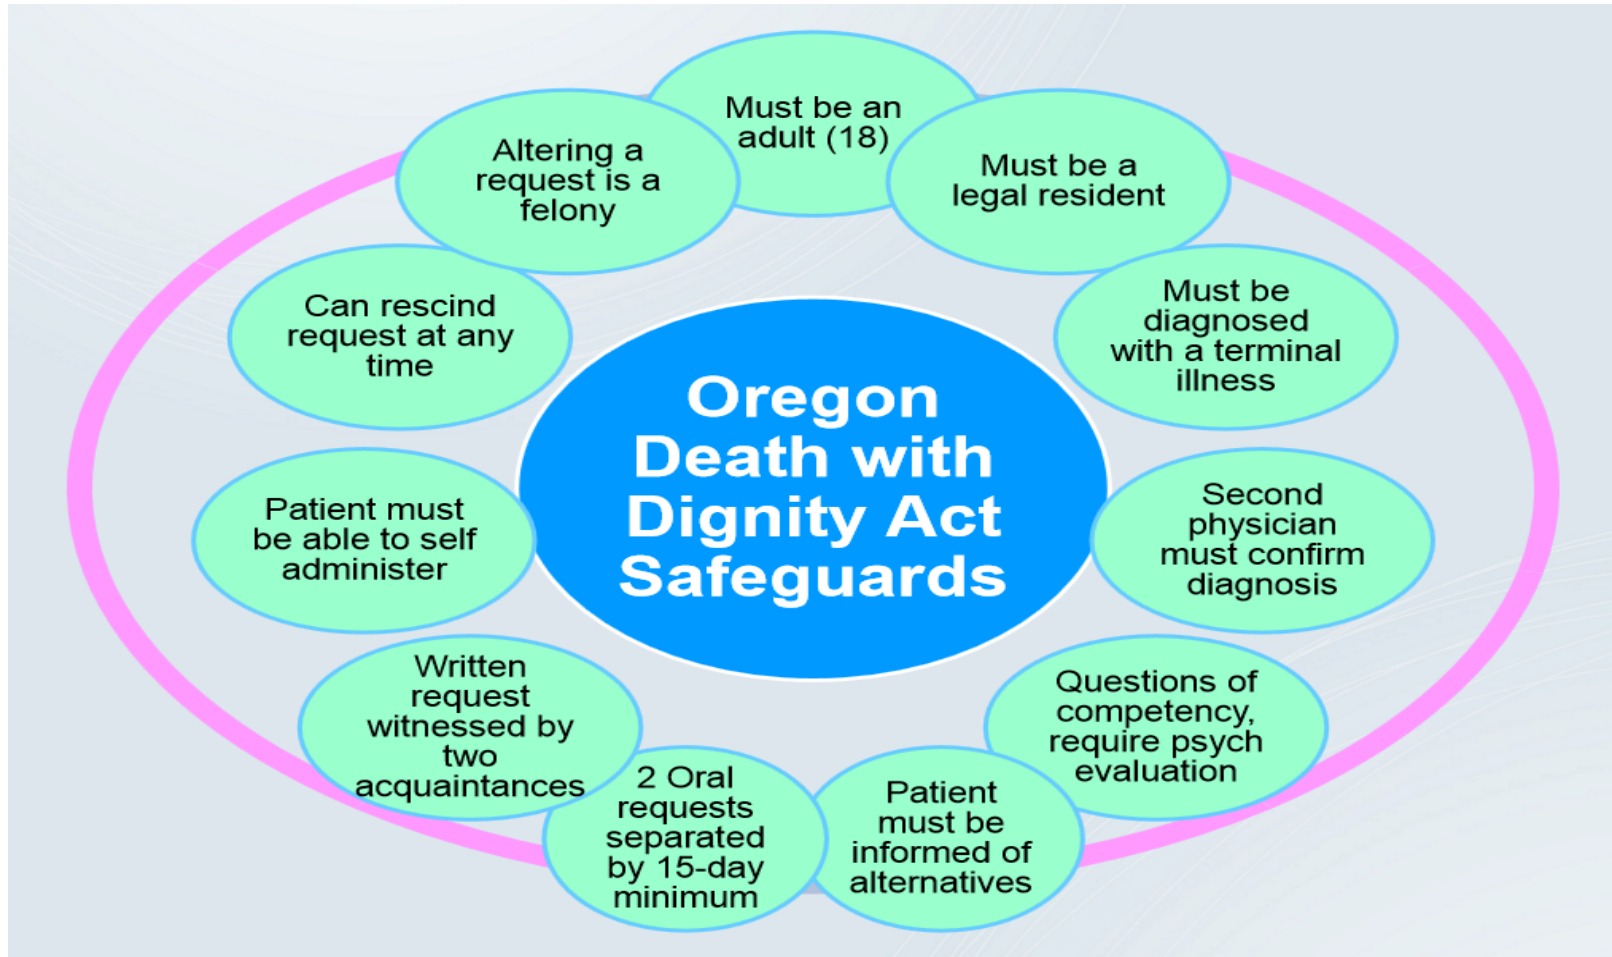 Oregon
Death with
Dignity Act
Safeguards
Must be an
adult (18)
Must be a
legal resident
Must be
diagnosed
with a terminal
illness
Second
physician
must confirm
diagnosis
Questions of
competency,
require psych
evaluation
Patient
must be
informed of
alternatives
2 Oral
requests
separated
by 15-day
minimum
Written
request
witnessed by
two
acquaintances
Patient must
be able to self
administer
Can rescind
request at any
time
Altering a
request is a
felony